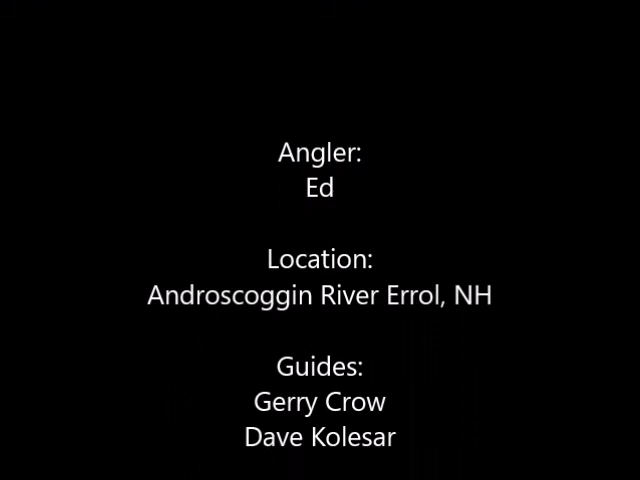 Angler:
Ed
Location:
Androscoggin River Errol, NH
Guides:
Gerry Crow
Dave Kolesar